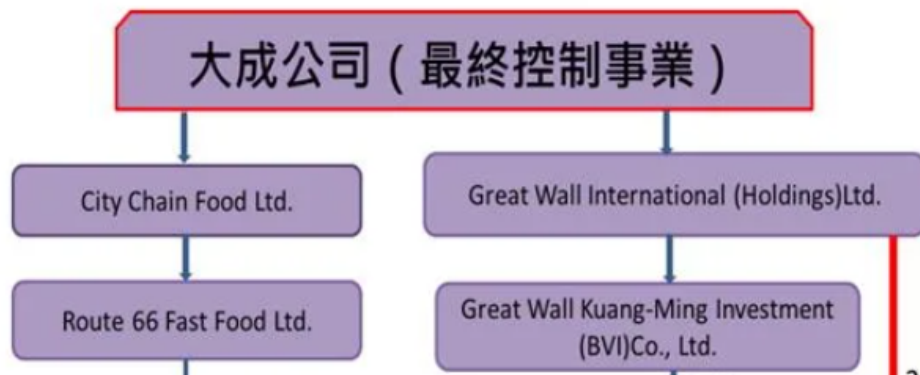 大成公司（最終控制事業）
City Chain Food Ltd.
Great Wall International (Holdings)Ltd.
Route 66 Fast Food Ltd.
Great Wall Kuang-Ming Investment
(BVI)Co., Ltd.